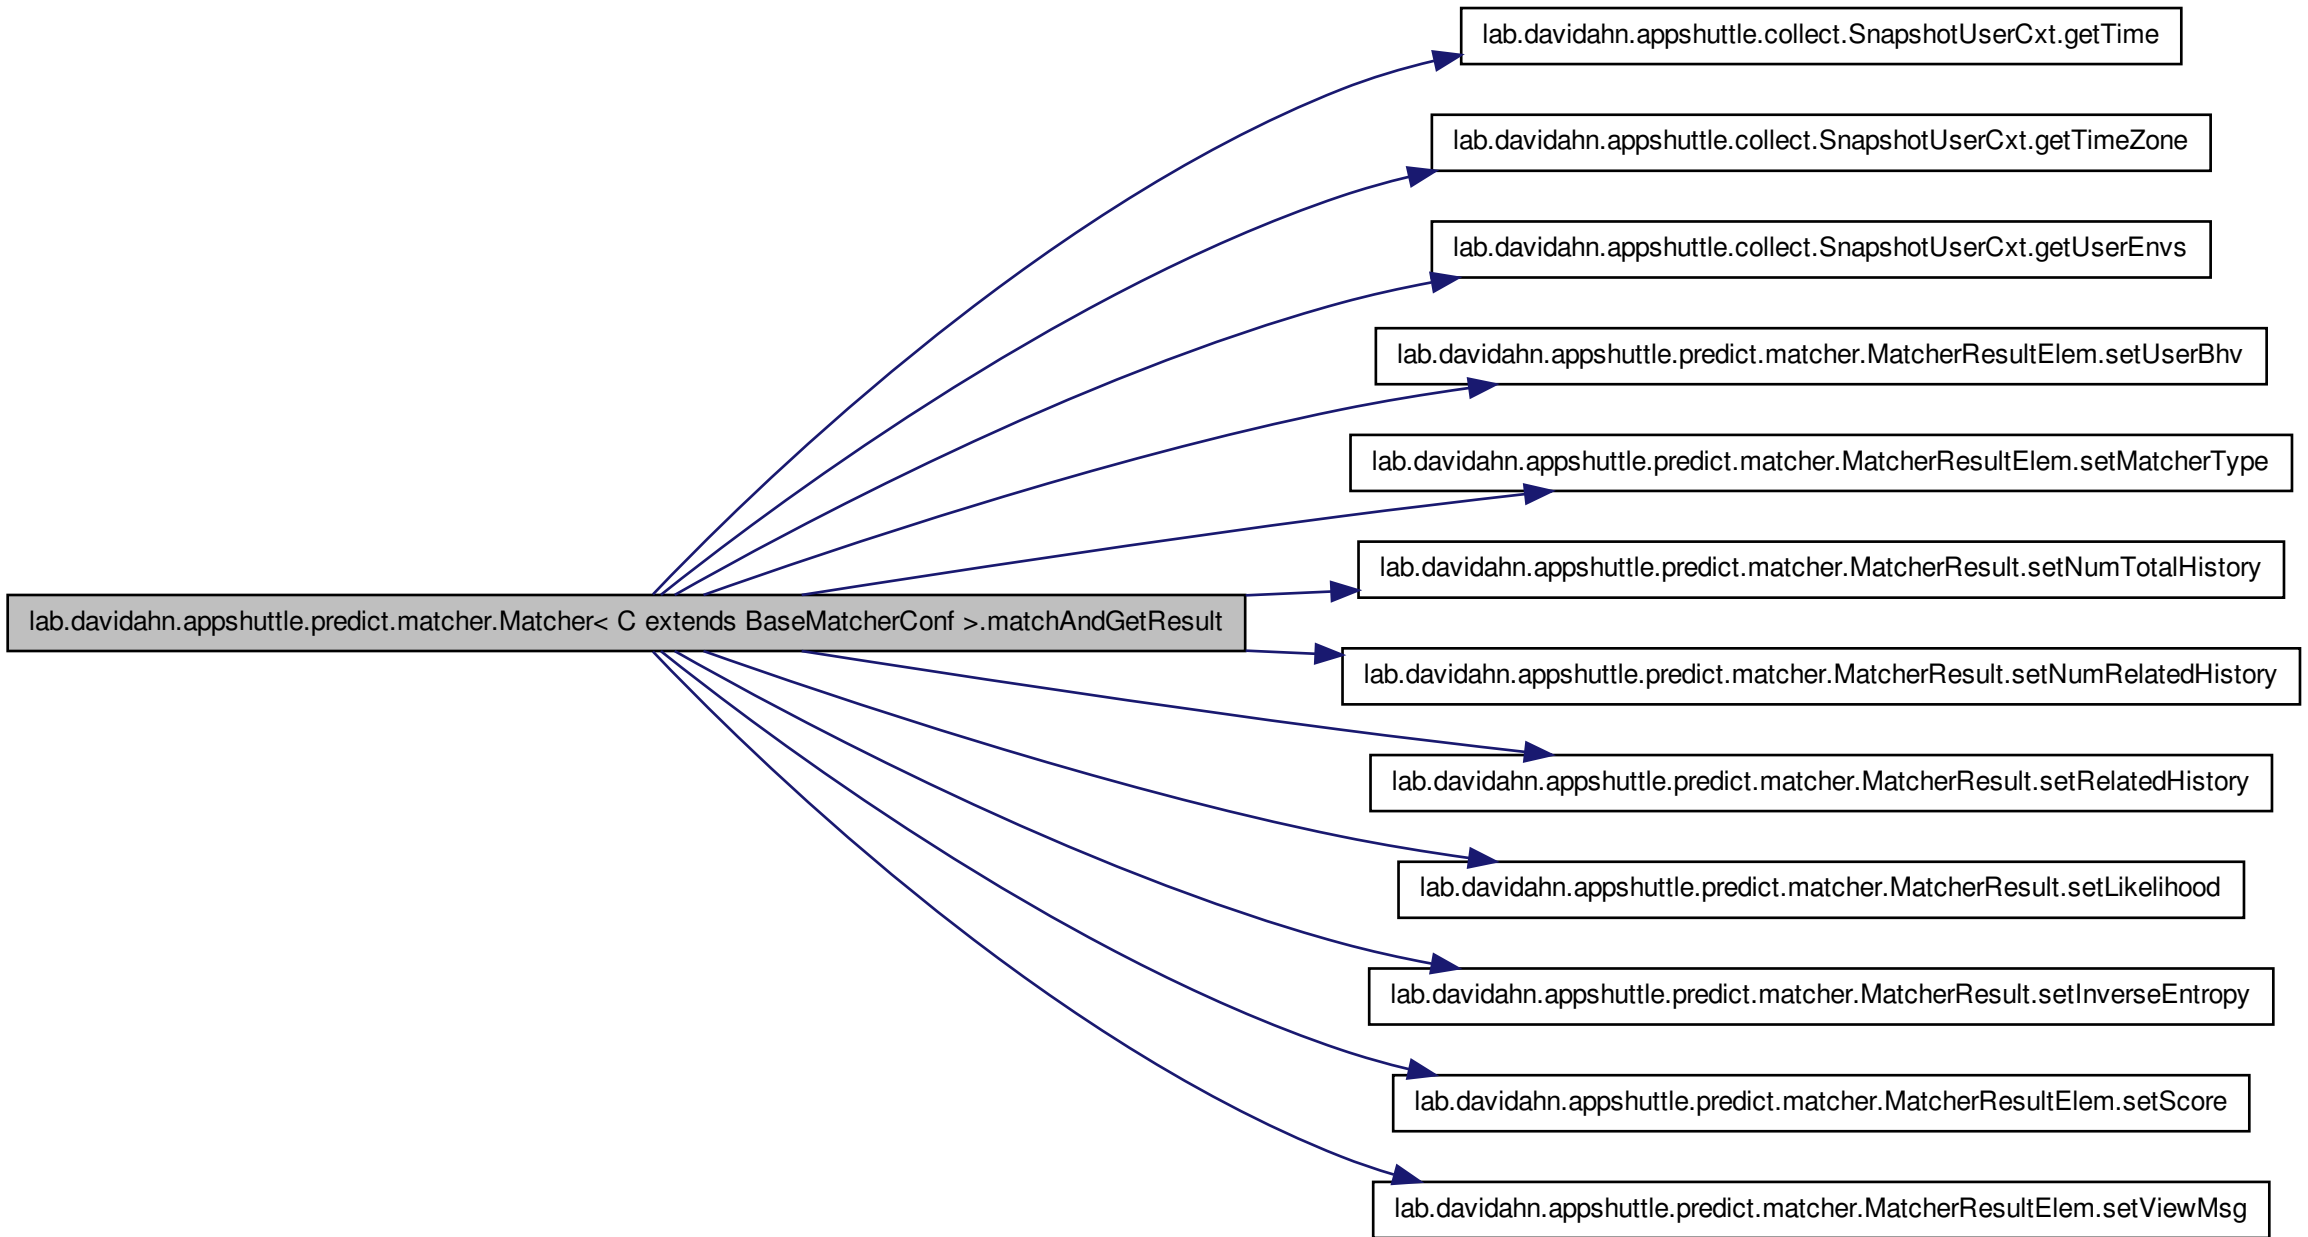 lab.davidahn.appshuttle.collect.SnapshotUserCxt.getTime
lab.davidahn.appshuttle.collect.SnapshotUserCxt.getTimeZone
lab.davidahn.appshuttle.collect.SnapshotUserCxt.getUserEnvs
lab.davidahn.appshuttle.predict.matcher.MatcherResultElem.setUserBhv
lab.davidahn.appshuttle.predict.matcher.MatcherResultElem.setMatcherType
lab.davidahn.appshuttle.predict.matcher.MatcherResult.setNumTotalHistory
lab.davidahn.appshuttle.predict.matcher.Matcher< C extends BaseMatcherConf >.matchAndGetResult
lab.davidahn.appshuttle.predict.matcher.MatcherResult.setNumRelatedHistory
lab.davidahn.appshuttle.predict.matcher.MatcherResult.setRelatedHistory
lab.davidahn.appshuttle.predict.matcher.MatcherResult.setLikelihood
lab.davidahn.appshuttle.predict.matcher.MatcherResult.setInverseEntropy
lab.davidahn.appshuttle.predict.matcher.MatcherResultElem.setScore
lab.davidahn.appshuttle.predict.matcher.MatcherResultElem.setViewMsg